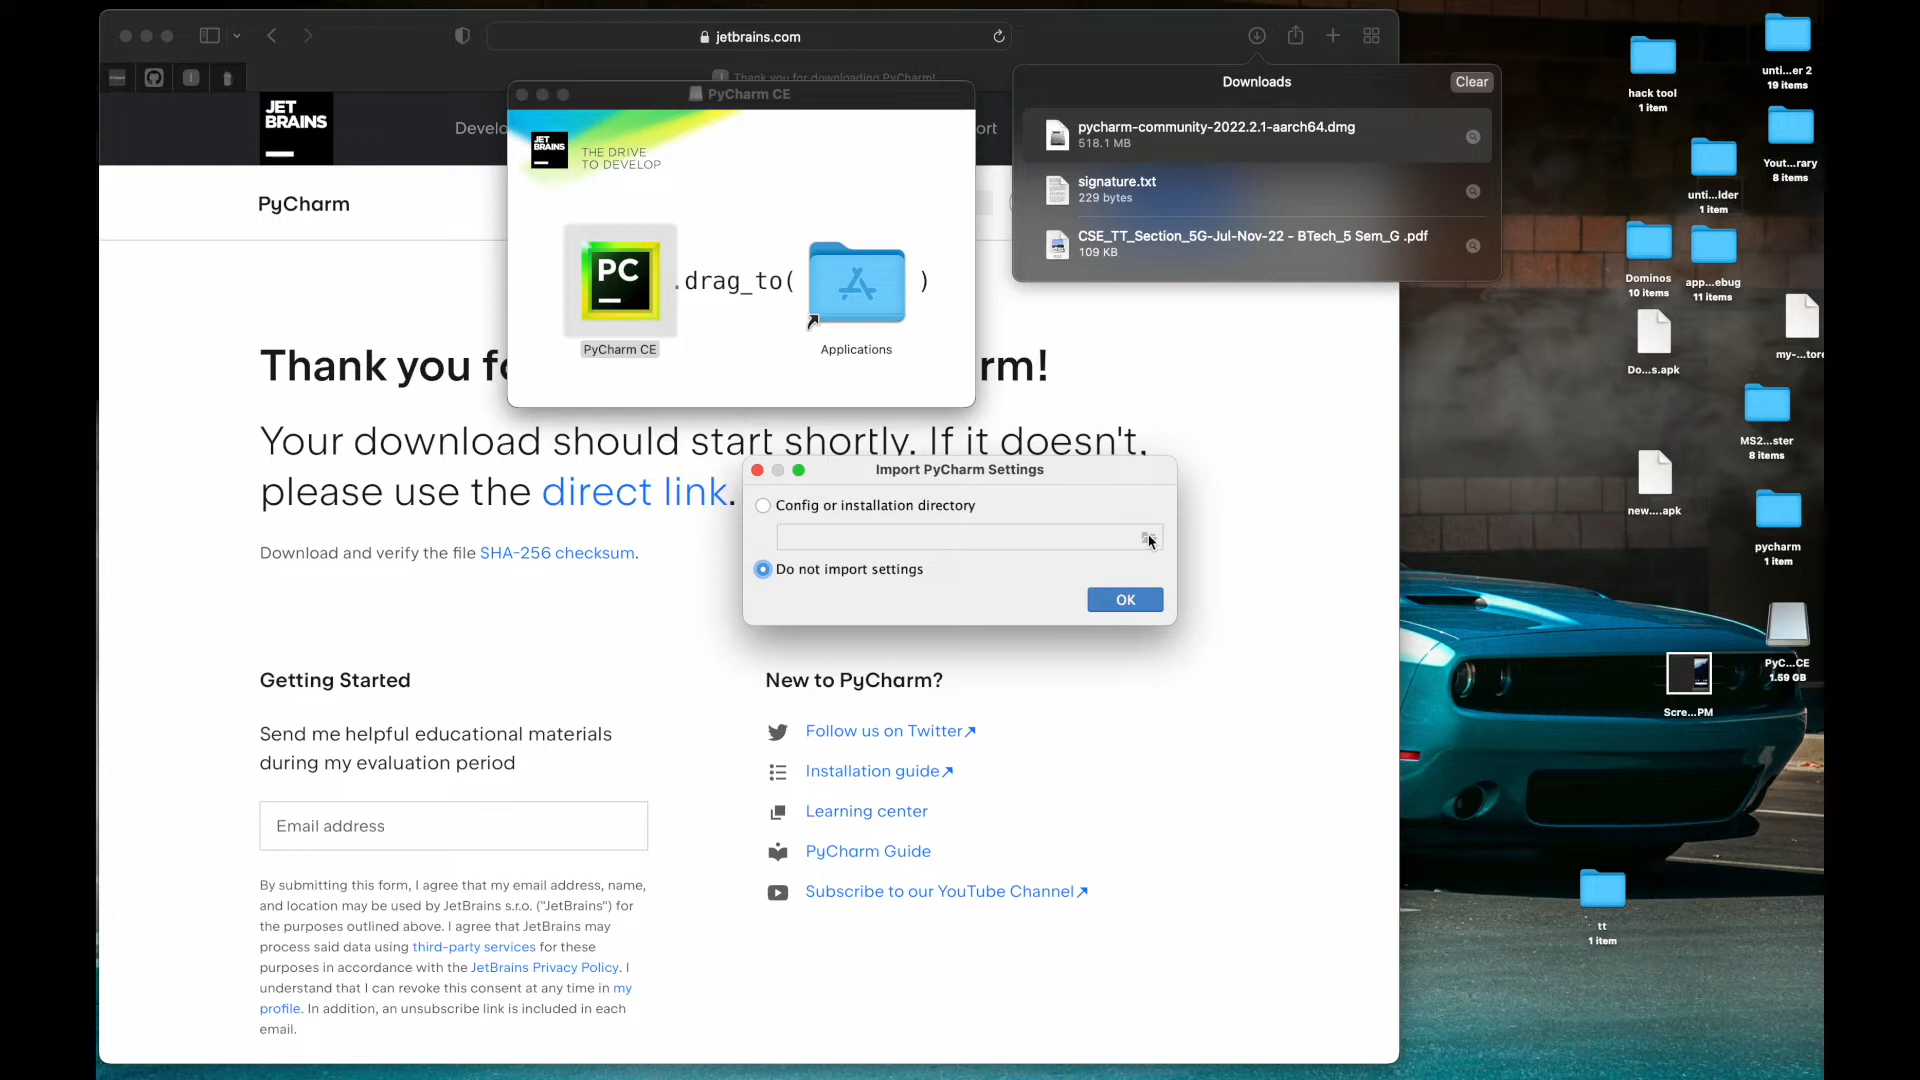 jetbrains.com
Thank you for downloading PyCharm!
JET
BRAINS
Develo
ort
PyCharm
PyCharm CE
JET
BRAINS
THE DRIVE
TO DEVELOP
PC
.drag_to(
)
PyCharm CE
Applications
Downloads
Clear
pycharm-community-2022.2.1-aarch64.dmg
518.1 MB
signature.txt
229 bytes
CSE_TT_Section_5G-Jul-Nov-22 - BTech_5 Sem_G .pdf
109 KB
Thank you fo
rm!
Your download should start shortly. If it doesn't,
please use the direct link.
Download and verify the file SHA-256 checksum.
Import PyCharm Settings
Config or installation directory
Do not import settings
OK
Getting Started
Send me helpful educational materials
during my evaluation period
Email address
By submitting this form, I agree that my email address, name,
and location may be used by JetBrains s.r.o. ("JetBrains") for
the purposes outlined above. I agree that JetBrains may
process said data using third-party services for these
purposes in accordance with the JetBrains Privacy Policy. I
understand that I can revoke this consent at any time in my
profile. In addition, an unsubscribe link is included in each
email.
New to PyCharm?
Follow us on Twitter↗
Installation guide↗
Learning center
PyCharm Guide
Subscribe to our YouTube Channel↗
hack tool
1 item
unti...er 2
19 items
Yout...rary
8 items
unti...lder
1 item
Dominos
10 items
app...ebug
11 items
Do...s.apk
my-...tore
MS2...ster
8 items
new....apk
pycharm
1 item
PyC...CE
1.59 GB
Scre...PM
tt
1 item